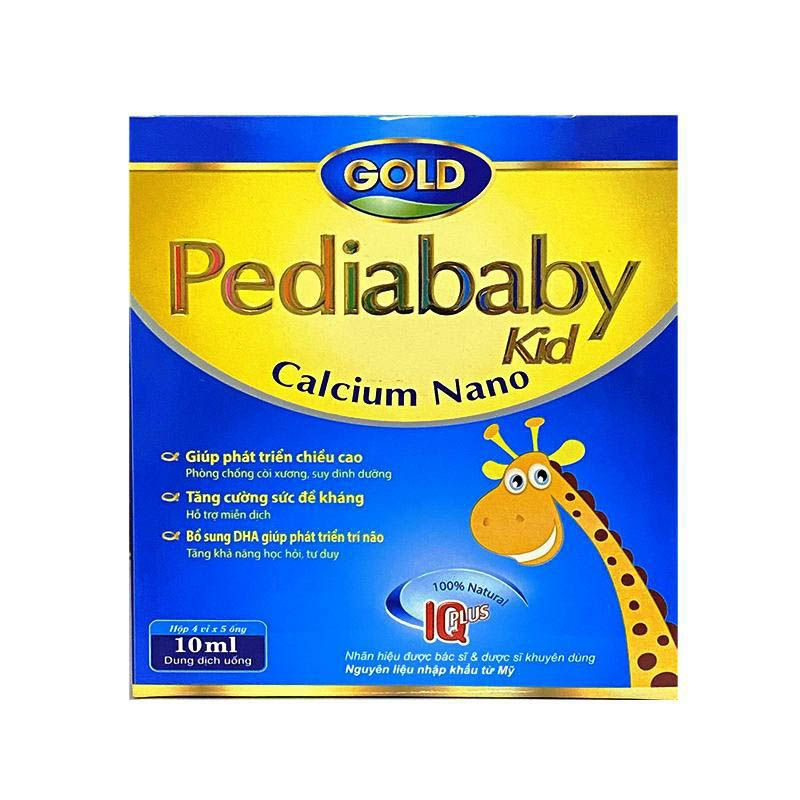 GOLD
Pediababy
Kid
Calcium Nano
Giúp phát triển chiều cao
Phòng chống còi xương, suy dinh dưỡng
Tăng cường sức đề kháng
Hỗ trợ miễn dịch
Bổ sung DHA giúp phát triển trí não
Tăng khả năng học hỏi, tư duy
100% Natural
IQ PLUS
Hộp 4 vỉ x 5 ống
10ml
Dung dịch uống
Nhãn hiệu được bác sĩ & dược sĩ khuyên dùng
Nguyên liệu nhập khẩu từ Mỹ